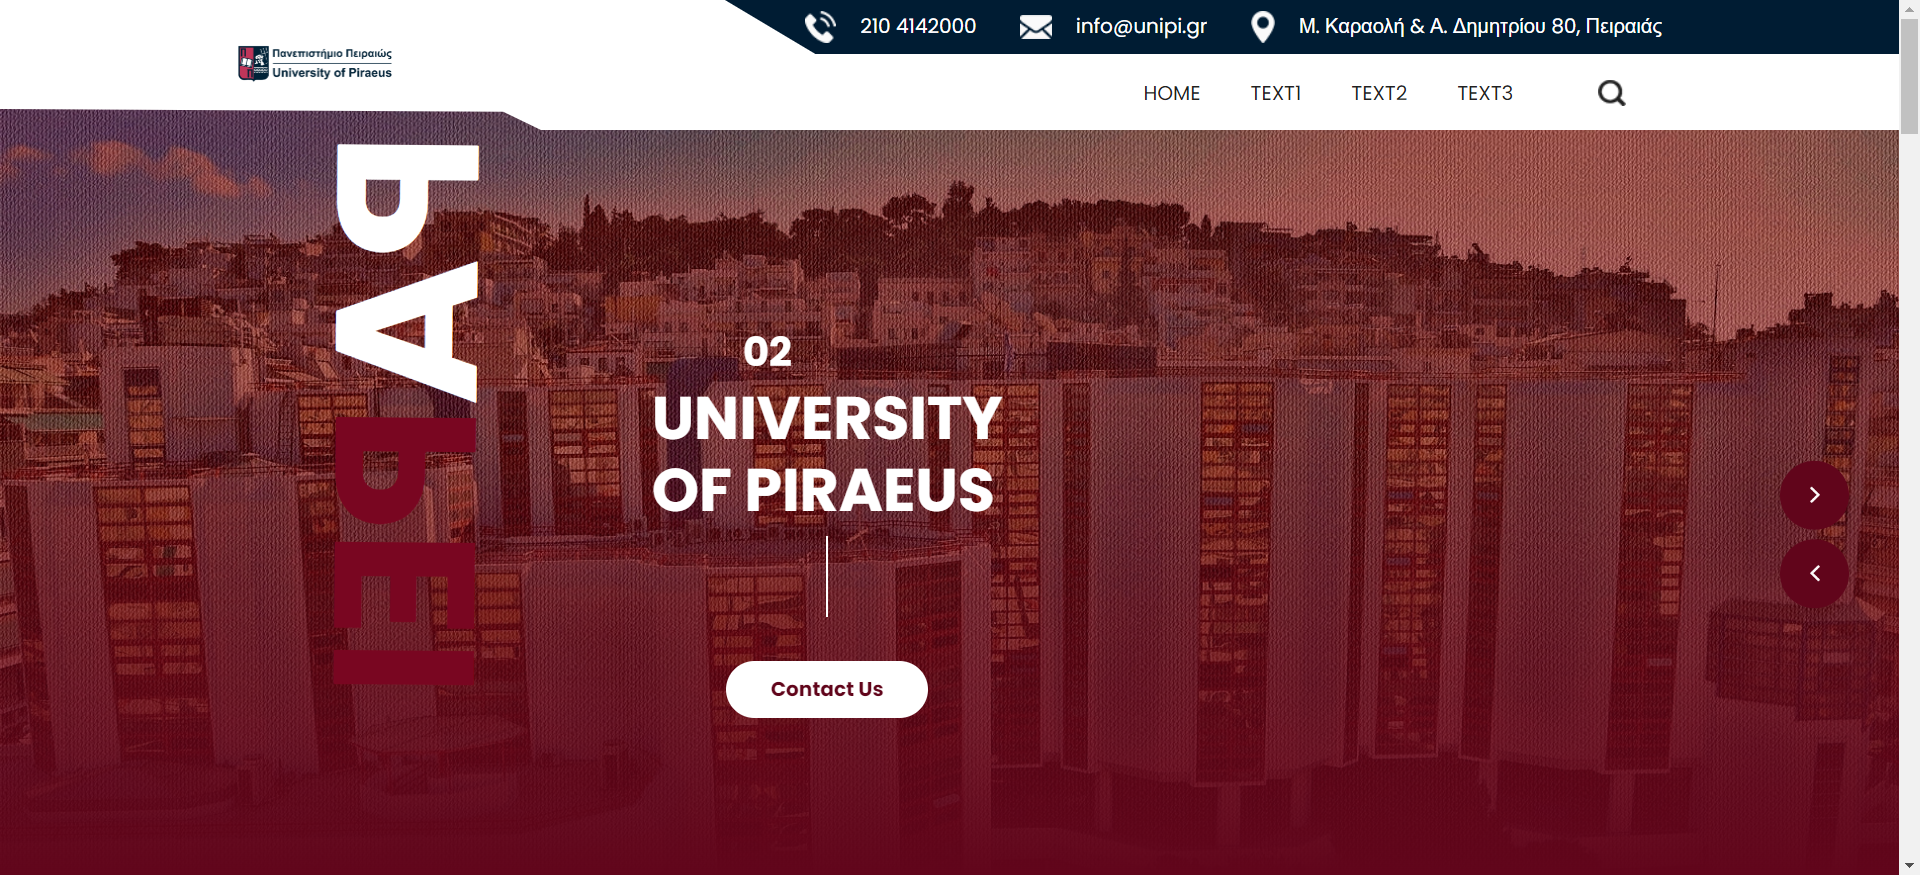 210 4142000
info@unipi.gr
Μ. Καραολή & Α. Δημητρίου 80, Πειραιάς
Πανεπιστήμιο Πειραιώς
University of Piraeus
HOME
TEXT1
TEXT2
TEXT3
ΠΑΠΕΙ
02
UNIVERSITY
OF PIRAEUS
Contact Us